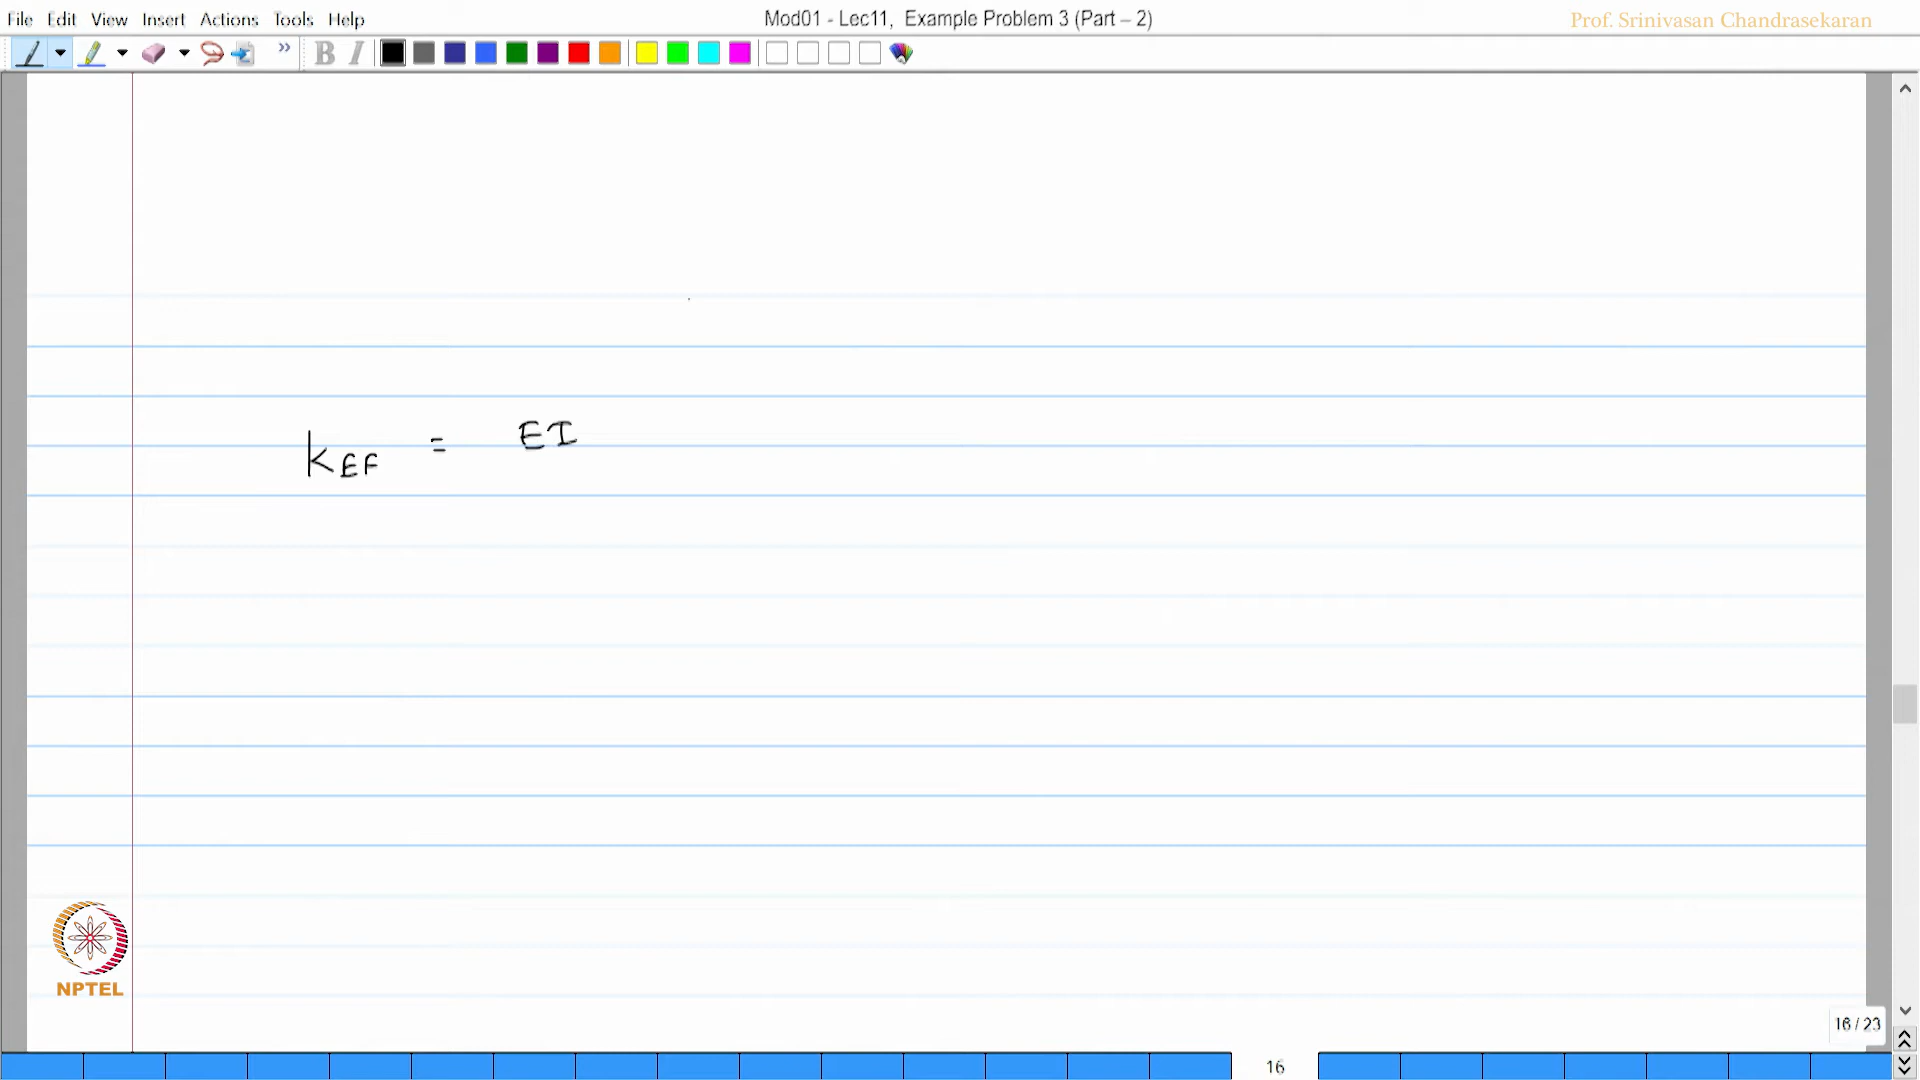 File Edit View Insert Actions Tools Help
Mod01 - Lec11, Example Problem 3 (Part – 2)
Prof. Srinivasan Chandrasekaran
» B I
KEF = EI
NPTEL
16 / 23
16